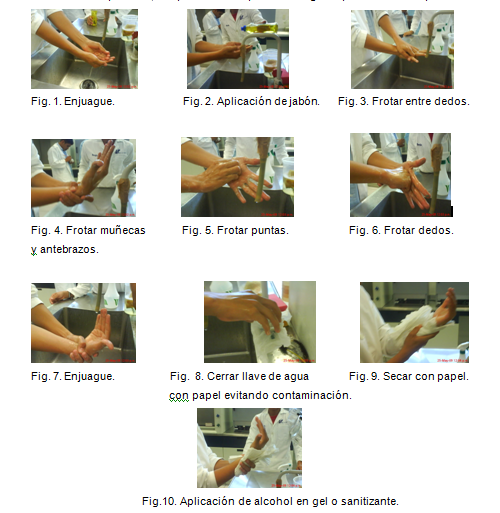 Fig. 1. Enjuague.
Fig. 2. Aplicación de jabón.
Fig. 3. Frotar entre dedos.
Fig. 4. Frotar muñecas
y antebrazos.
Fig. 5. Frotar puntas.
Fig. 6. Frotar dedos.
Fig. 7. Enjuague.
Fig. 8. Cerrar llave de agua
con papel evitando contaminación.
Fig. 9. Secar con papel.
Fig.10. Aplicación de alcohol en gel o sanitizante.